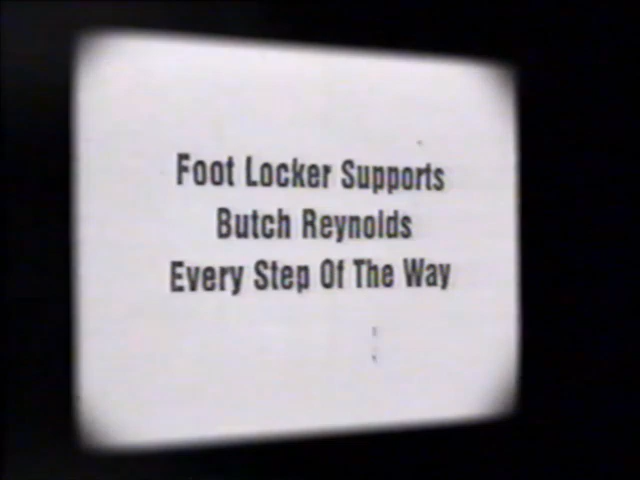 Foot Locker Supports
Butch Reynolds
Every Step Of The Way